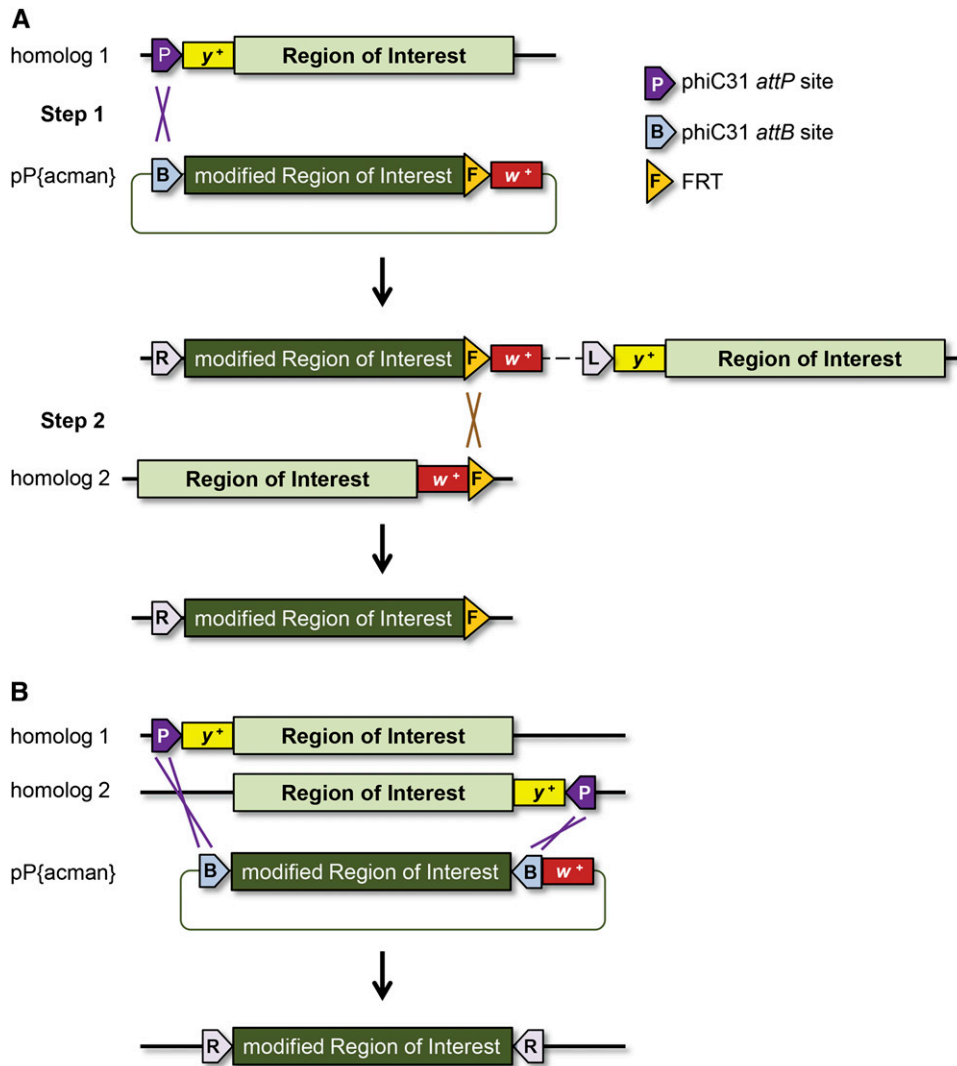 A
homolog 1 P y+ Region of Interest
P phiC31 attP site
Step 1
B phiC31 attB site
pP{acman} B modified Region of Interest F w+
F FRT
R modified Region of Interest F w+ L y+ Region of Interest
Step 2
homolog 2 Region of Interest w+ F
R modified Region of Interest F
B
homolog 1 P y+ Region of Interest
homolog 2 Region of Interest y+ P
pP{acman} B modified Region of Interest B w+
R modified Region of Interest R